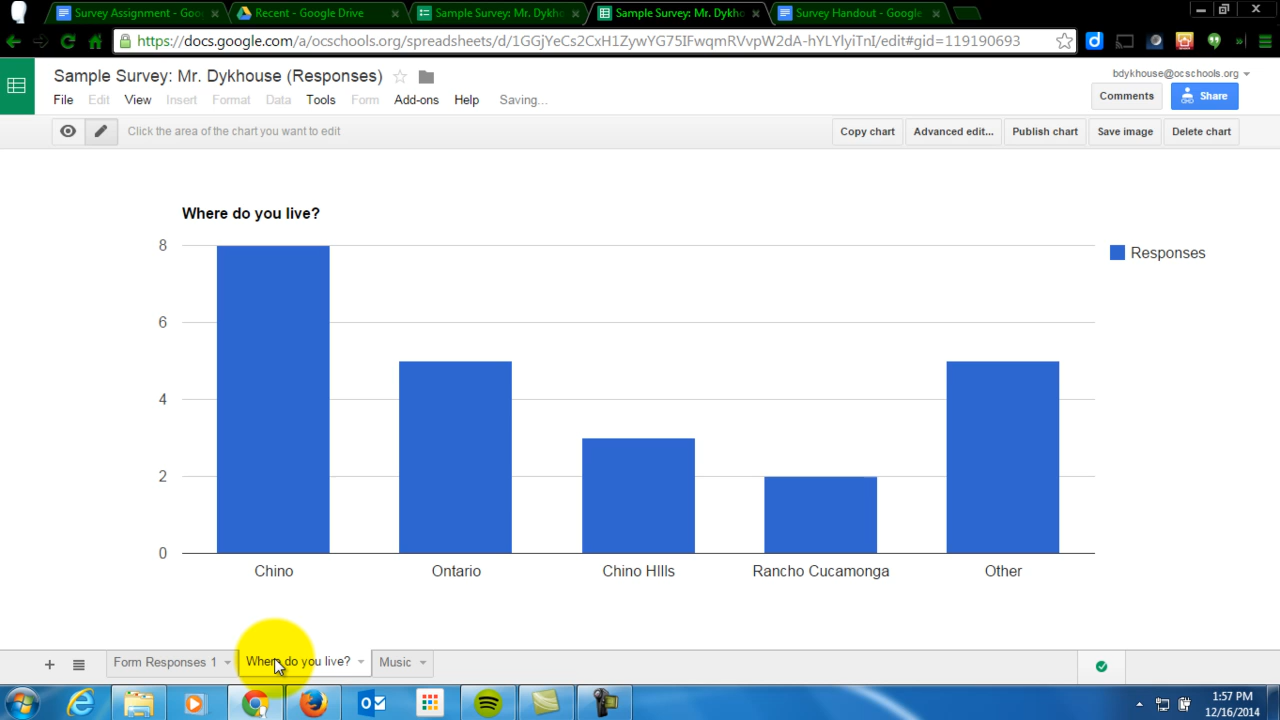 Survey Assignment - Goo
Recent - Google Drive
Sample Survey: Mr. Dykho
Sample Survey: Mr. Dykho
Survey Handout - Google
https://docs.google.com/a/ocschools.org/spreadsheets/d/1GGjYeCs2CxH1ZywYG75IFwqmRVvpW2dA-hYLYlyiTnI/edit#gid=119190693
Sample Survey: Mr. Dykhouse (Responses)
bdykhouse@ocschools.org
File Edit View Insert Format Data Tools Form Add-ons Help Saving...
Comments
Share
Click the area of the chart you want to edit
Copy chart
Advanced edit...
Publish chart
Save image
Delete chart
Where do you live?
8
Responses
6
4
2
0
Chino
Ontario
Chino HIlls
Rancho Cucamonga
Other
Form Responses 1
Where do you live?
Music
1:57 PM
12/16/2014